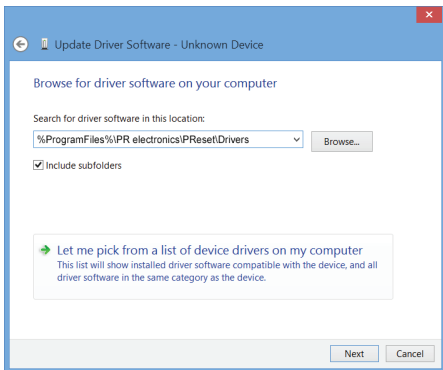 Update Driver Software - Unknown Device
Browse for driver software on your computer
Search for driver software in this location:
%ProgramFiles%\PR electronics\PReset\Drivers
Browse...
Include subfolders
Let me pick from a list of device drivers on my computer
This list will show installed driver software compatible with the device, and all
driver software in the same category as the device.
Next
Cancel